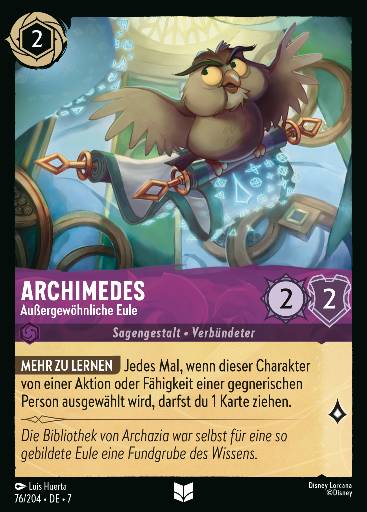 2
ARCHIMEDES
Außergewöhnliche Eule
2
2
Sagengestalt • Verbündeter
MEHR ZU LERNEN Jedes Mal, wenn dieser Charakter
von einer Aktion oder Fähigkeit einer gegnerischen
Person ausgewählt wird, darfst du 1 Karte ziehen.
Die Bibliothek von Archazia war selbst für eine so
gebildete Eule eine Fundgrube des Wissens.
Luis Huerta
76/204 • DE • 7
Disney Lorcana
©Disney